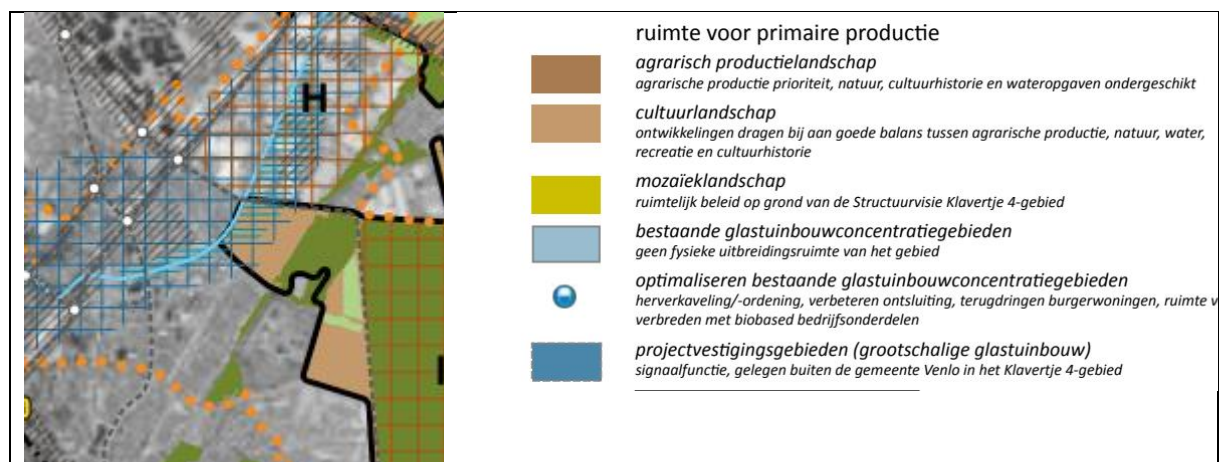 H
ruimte voor primaire productie
agrarisch productielandschap
agrarische productie prioriteit, natuur, cultuurhistorie en wateropgaven ondergeschikt
cultuurlandschap
ontwikkelingen dragen bij aan goede balans tussen agrarische productie, natuur, water,
recreatie en cultuurhistorie
mozaïeklandschap
ruimtelijk beleid op grond van de Structuurvisie Klavertje 4-gebied
bestaande glastuinbouwconcentratiegebieden
geen fysieke uitbreidingsruimte van het gebied
optimaliseren bestaande glastuinbouwconcentratiegebieden
herverkaveling/-ordening, verbeteren ontsluiting, terugdringen burgerwoningen, ruimte v
verbreden met biobased bedrijfsonderdelen
projectvestigingsgebieden (grootschalige glastuinbouw)
signaalfunctie, gelegen buiten de gemeente Venlo in het Klavertje 4-gebied